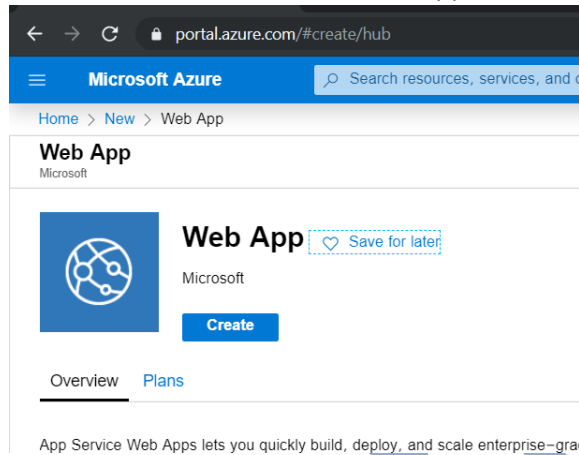 portal.azure.com/#create/hub
Microsoft Azure
Search resources, services, and
Home > New > Web App
Web App
Microsoft
Web App
Save for later
Microsoft
Create
Overview Plans
App Service Web Apps lets you quickly build, deploy, and scale enterprise-gra